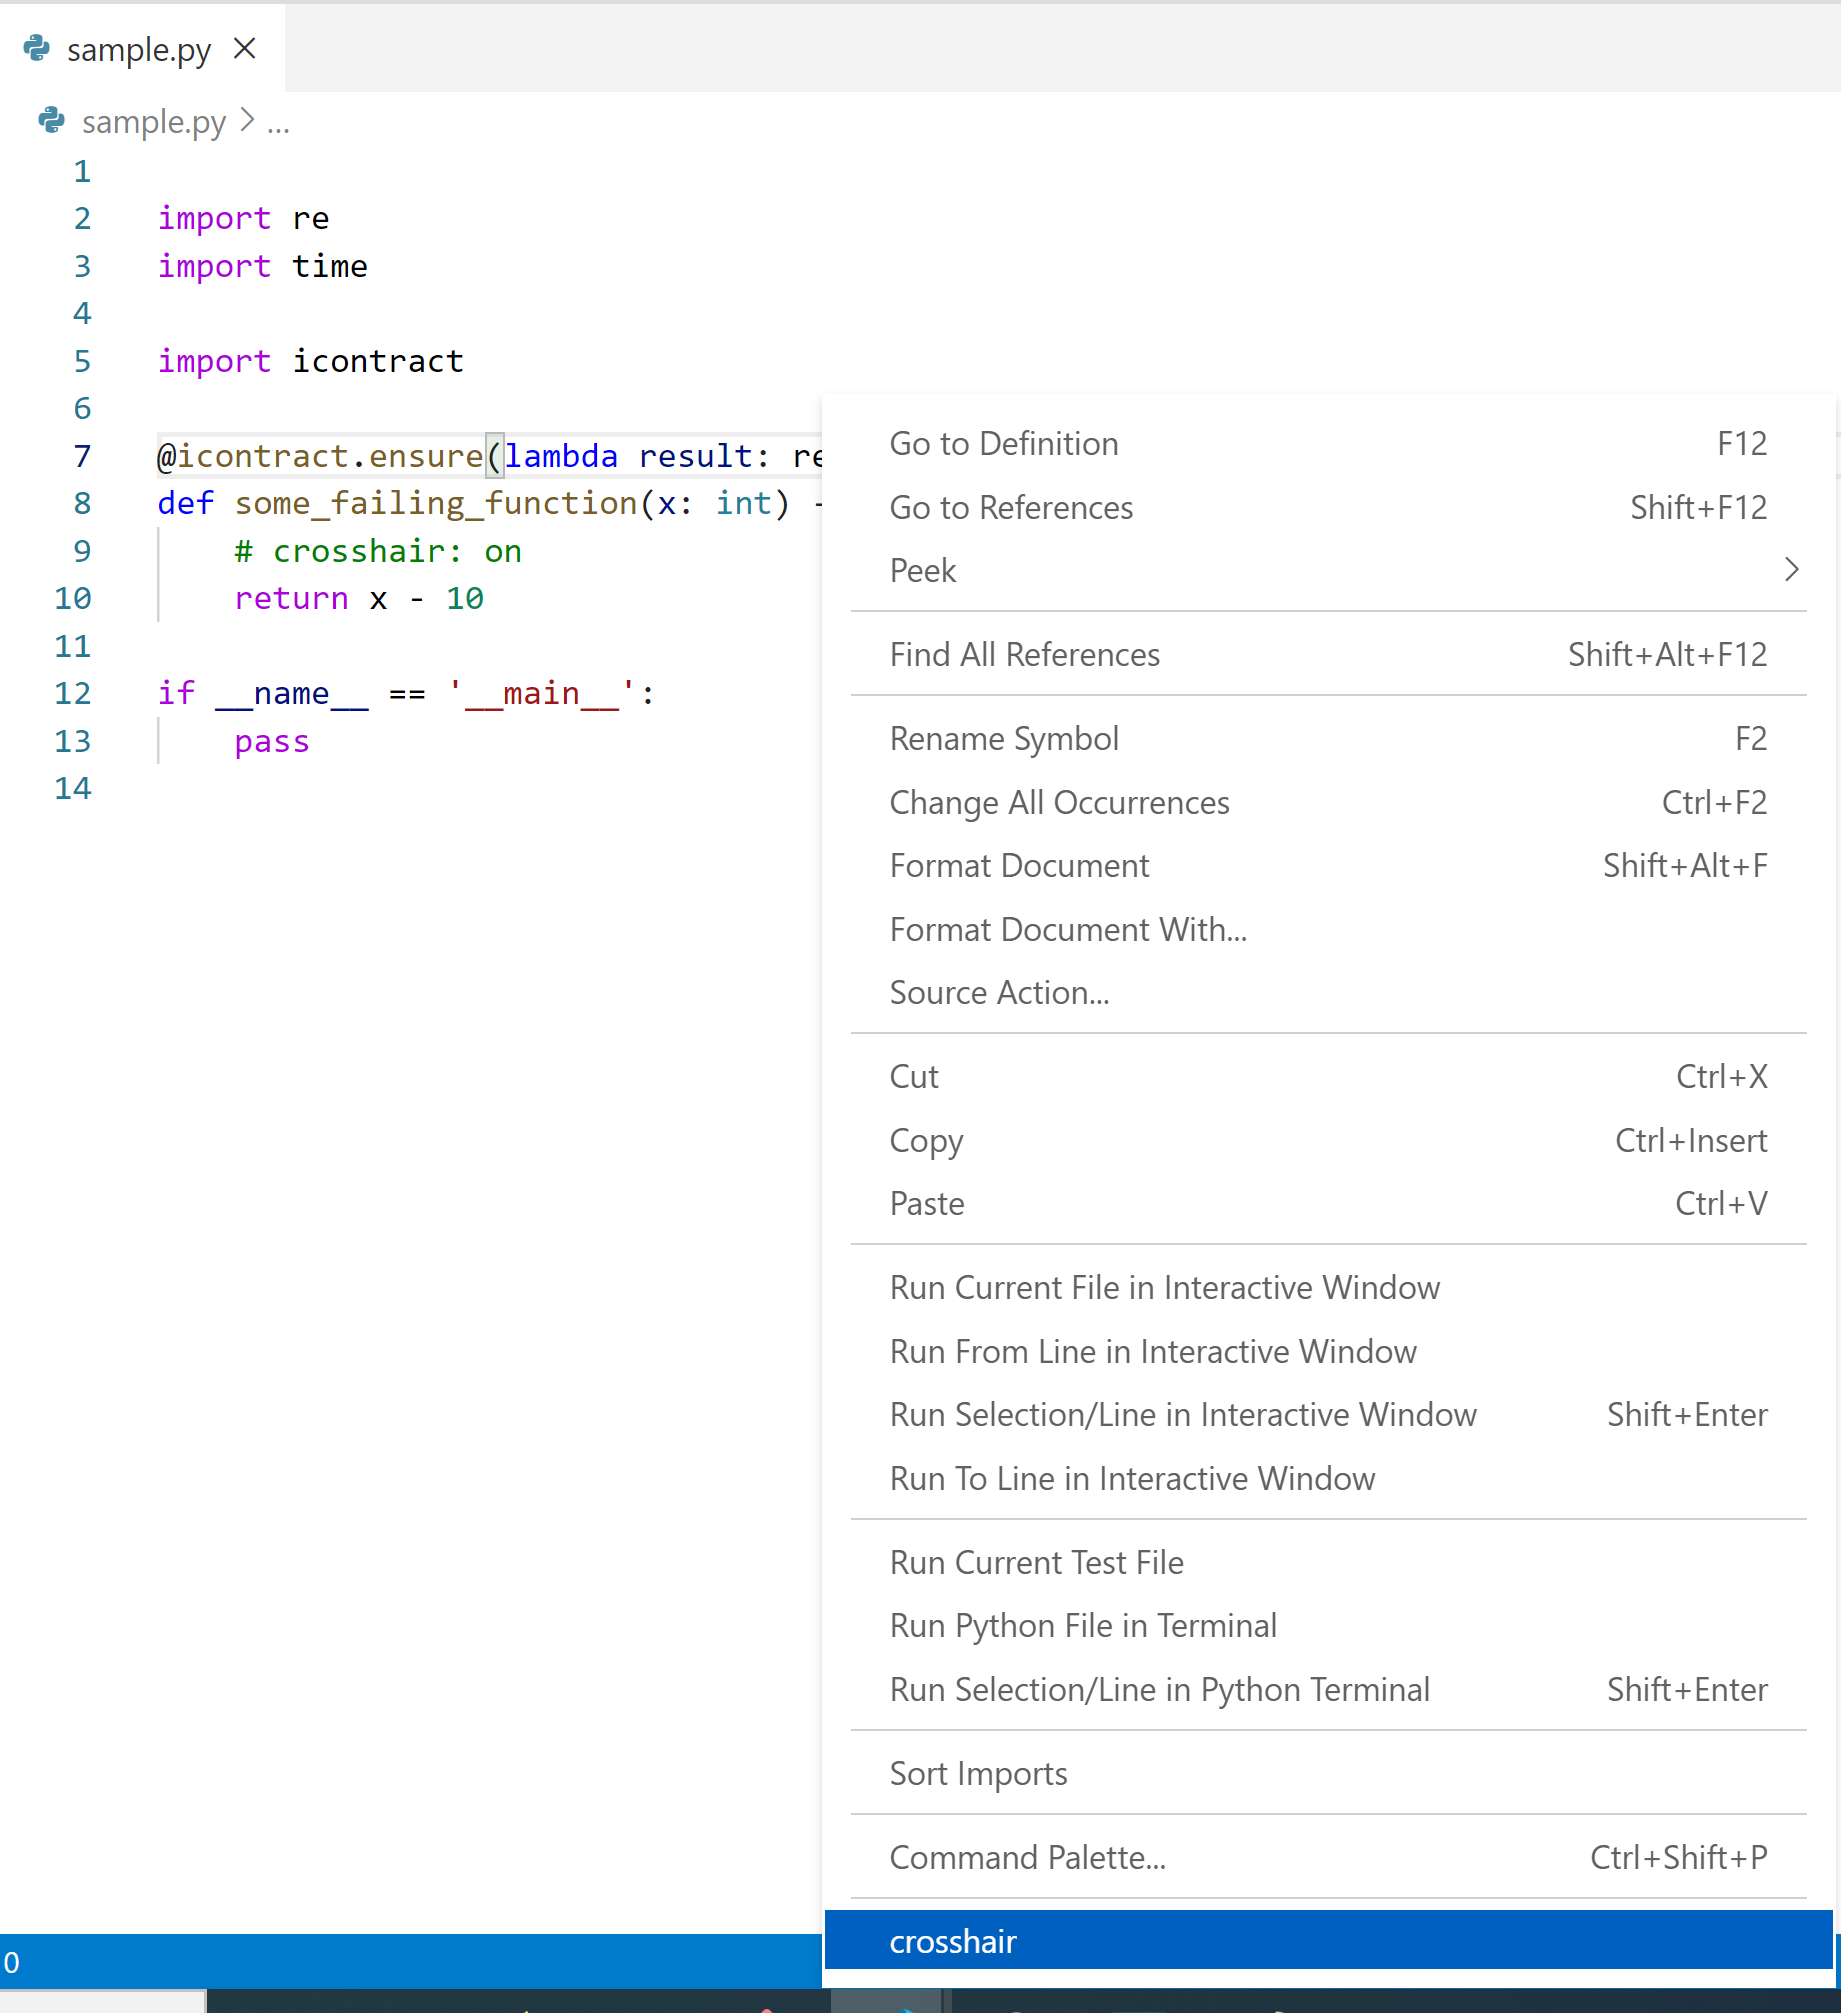 sample.py
sample.py > ...
1
2 import re
3 import time
4
5 import icontract
6
7 @icontract.ensure(lambda result: re
8 def some_failing_function(x: int) -
9 # crosshair: on
10 return x - 10
11
12 if __name__ == '__main__':
13 pass
14
Go to Definition F12
Go to References Shift+F12
Peek
Find All References Shift+Alt+F12
Rename Symbol F2
Change All Occurrences Ctrl+F2
Format Document Shift+Alt+F
Format Document With...
Source Action...
Cut Ctrl+X
Copy Ctrl+Insert
Paste Ctrl+V
Run Current File in Interactive Window
Run From Line in Interactive Window
Run Selection/Line in Interactive Window Shift+Enter
Run To Line in Interactive Window
Run Current Test File
Run Python File in Terminal
Run Selection/Line in Python Terminal Shift+Enter
Sort Imports
Command Palette... Ctrl+Shift+P
crosshair
0